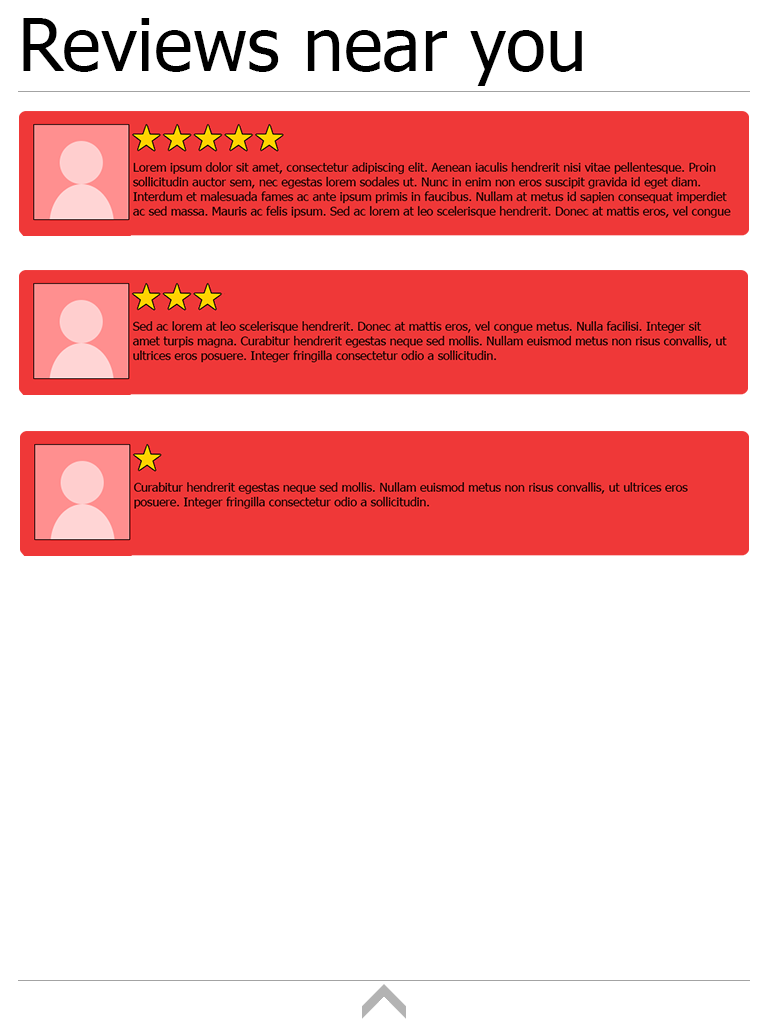 Reviews near you
Lorem ipsum dolor sit amet, consectetur adipiscing elit. Aenean iaculis hendrerit nisi vitae pellentesque. Proin
sollicitudin auctor sem, nec egestas lorem sodales ut. Nunc in enim non eros suscipit gravida id eget diam.
Interdum et malesuada fames ac ante ipsum primis in faucibus. Nullam at metus id sapien consequat imperdiet
ac sed massa. Mauris ac felis ipsum. Sed ac lorem at leo scelerisque hendrerit. Donec at mattis eros, vel congue
Sed ac lorem at leo scelerisque hendrerit. Donec at mattis eros, vel congue metus. Nulla facilisi. Integer sit
amet turpis magna. Curabitur hendrerit egestas neque sed mollis. Nullam euismod metus non risus convallis, ut
ultrices eros posuere. Integer fringilla consectetur odio a sollicitudin.
Curabitur hendrerit egestas neque sed mollis. Nullam euismod metus non risus convallis, ut ultrices eros
posuere. Integer fringilla consectetur odio a sollicitudin.